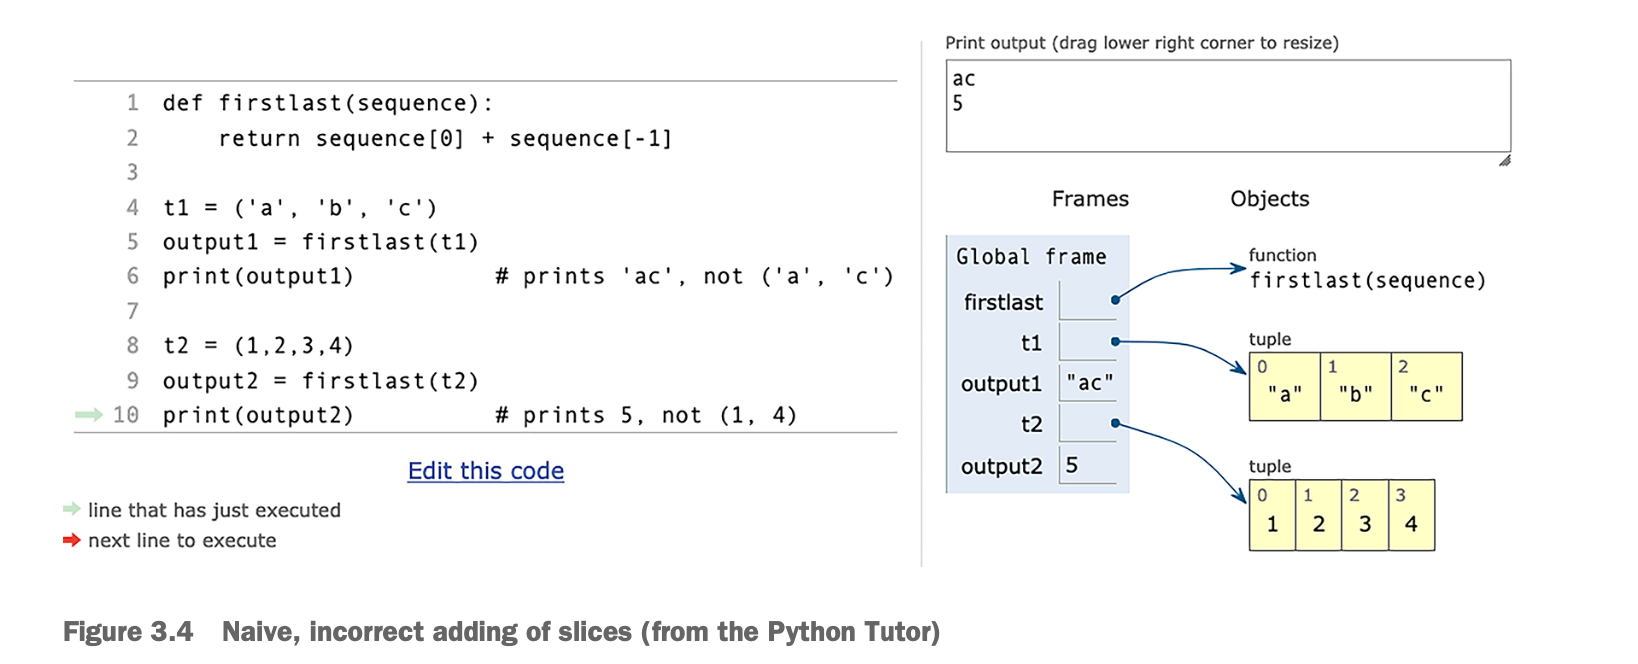 1 def firstlast(sequence):
2     return sequence[0] + sequence[-1]
3
4 t1 = ('a', 'b', 'c')
5 output1 = firstlast(t1)
6 print(output1)          # prints 'ac', not ('a', 'c')
7
8 t2 = (1,2,3,4)
9 output2 = firstlast(t2)
10 print(output2)          # prints 5, not (1, 4)
Edit this code
line that has just executed
next line to execute
Print output (drag lower right corner to resize)
ac
5
Frames Objects
Global frame
firstlast
t1
output1 "ac"
t2
output2 5
function
firstlast(sequence)
tuple
0 1 2
"a" "b" "c"
tuple
0 1 2 3
1 2 3 4
Figure 3.4 Naive, incorrect adding of slices (from the Python Tutor)